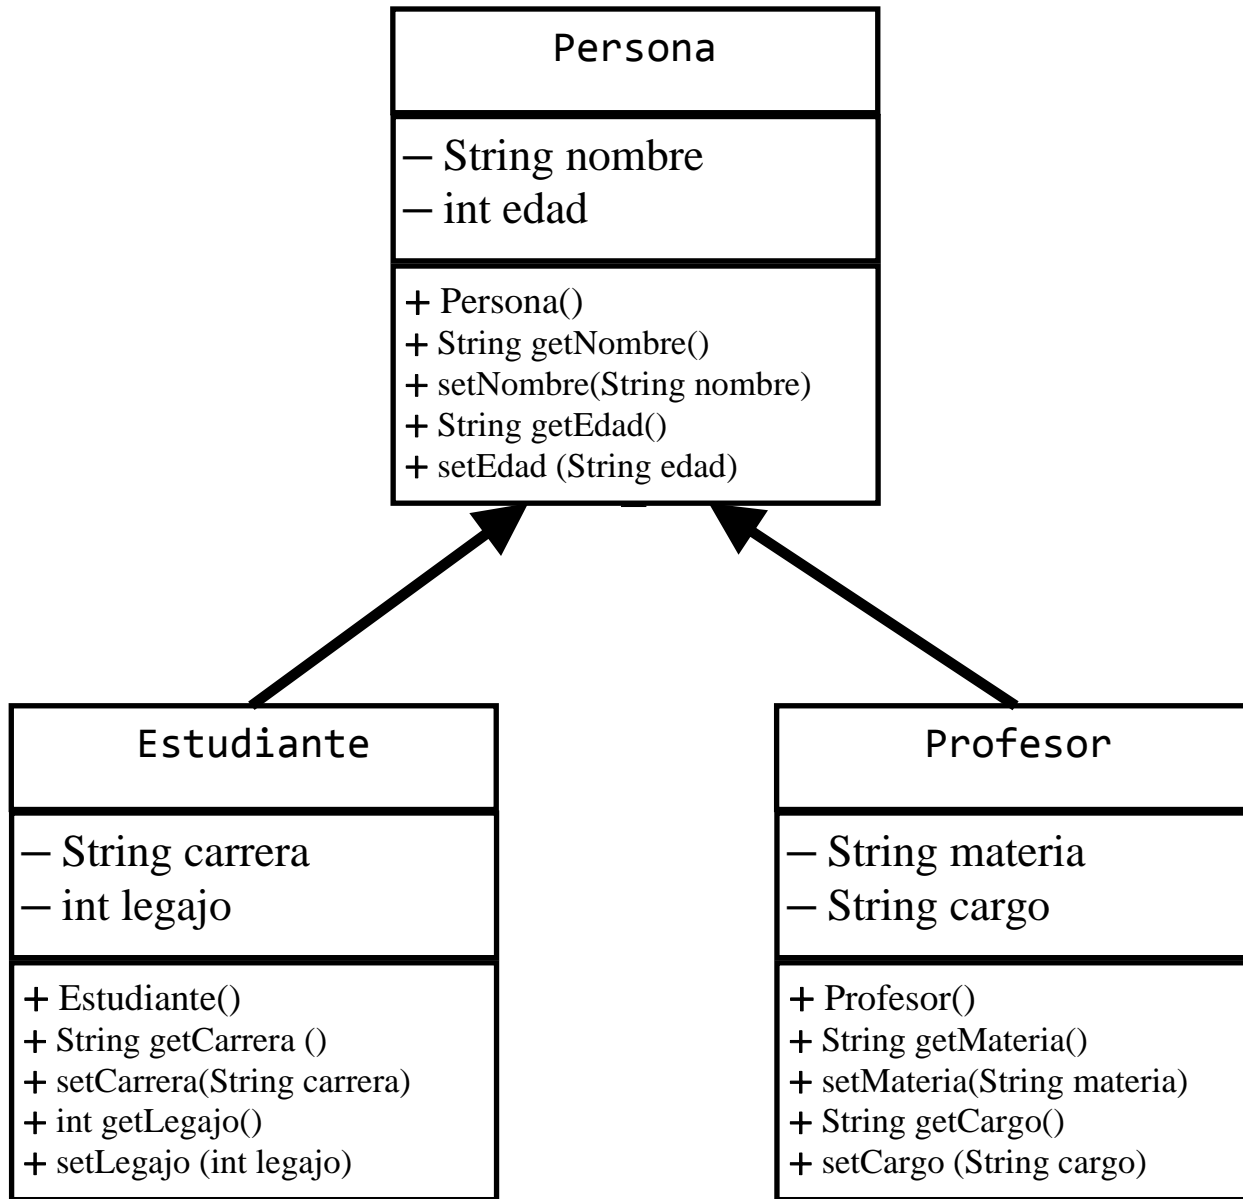 Persona
– String nombre
– int edad
+ Persona()
+ String getNombre()
+ setNombre(String nombre)
+ String getEdad()
+ setEdad (String edad)
Estudiante
– String carrera
– int legajo
+ Estudiante()
+ String getCarrera ()
+ setCarrera(String carrera)
+ int getLegajo()
+ setLegajo (int legajo)
Profesor
– String materia
– String cargo
+ Profesor()
+ String getMateria()
+ setMateria(String materia)
+ String getCargo()
+ setCargo (String cargo)